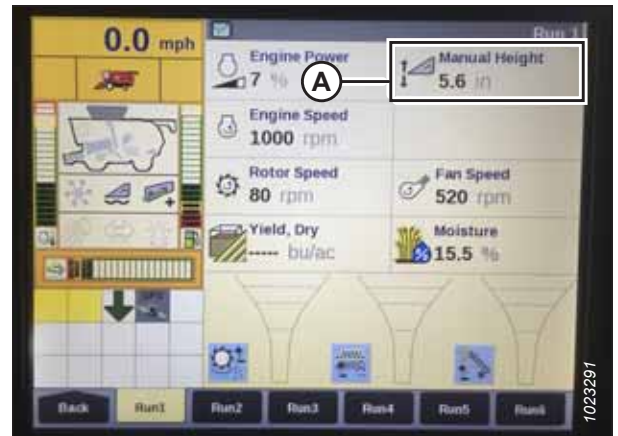 0.0 mph
Run 1
Engine Power
7 %
A
Manual Height
5.6 in
Engine Speed
1000 rpm
Rotor Speed
80 rpm
Fan Speed
520 rpm
Yield, Dry
----- bu/ac
Moisture
15.5 %
Back
Run1
Run2
Run3
Run4
Run5
Run6
1023291